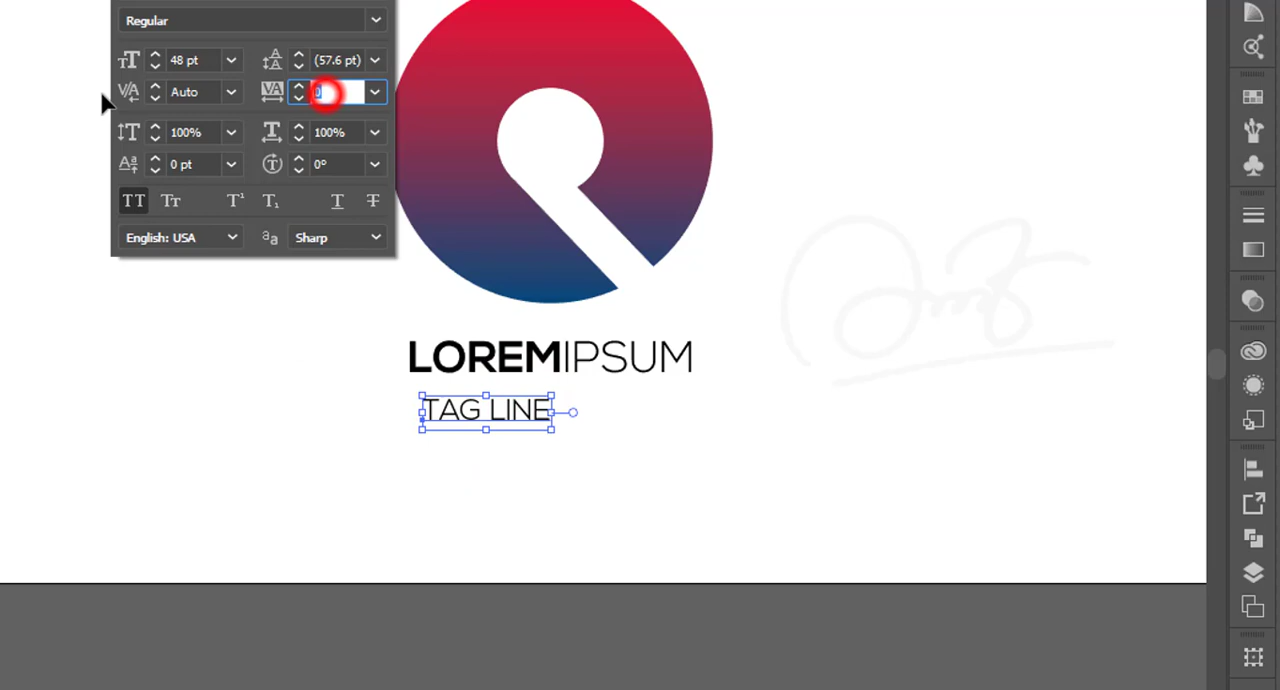 Regular
48 pt (57.6 pt)
Auto 0
100% 100%
0 pt 0°
TT Tr T¹ T₁ T T
English: USA aa Sharp
LOREMIPSUM
TAG LINE